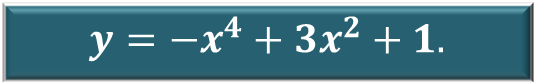 y = −x⁴ + 3x² + 1.